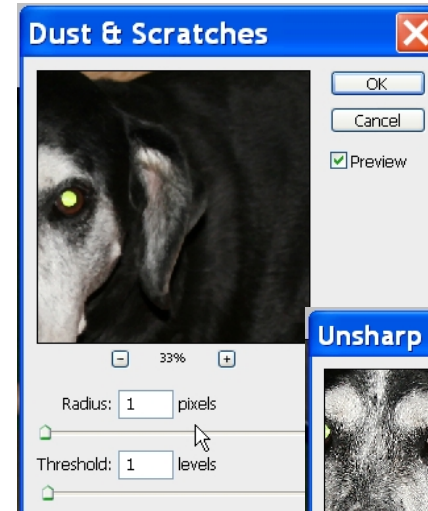 Dust & Scratches
OK
Cancel
Preview
33%
Radius: 1 pixels
Unsharp
Threshold: 1 levels